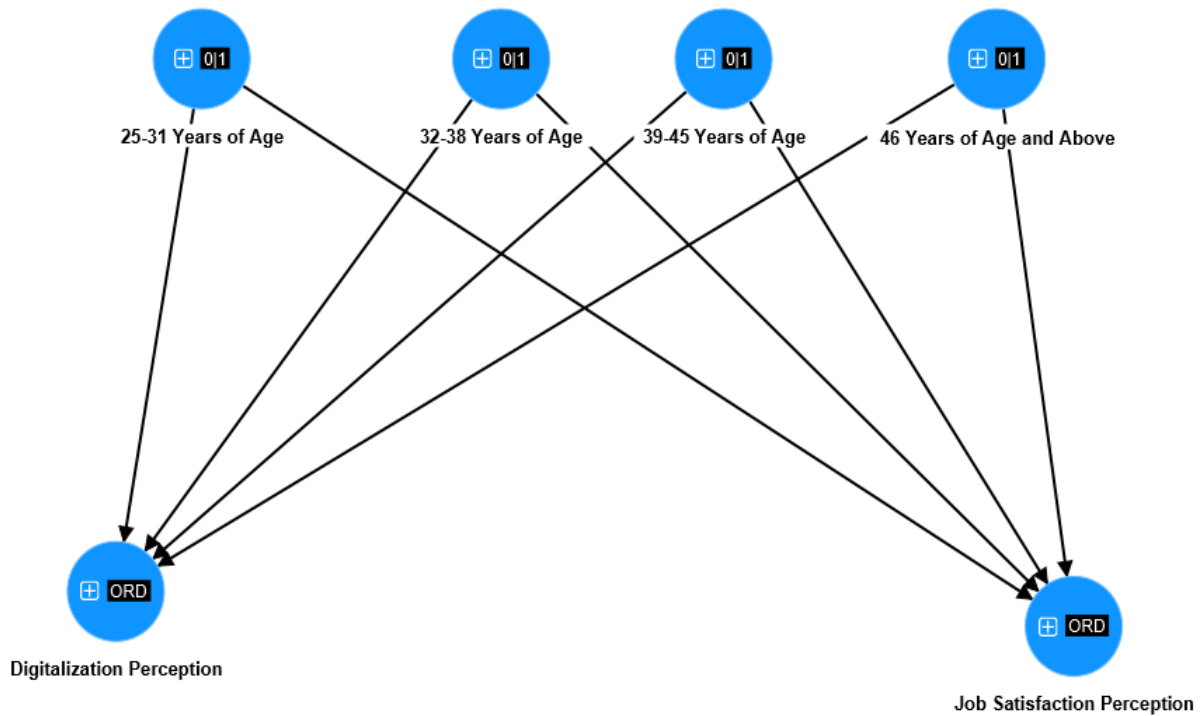 0|1
0|1
0|1
0|1
25-31 Years of Age
32-38 Years of Age
39-45 Years of Age
46 Years of Age and Above
ORD
Digitalization Perception
ORD
Job Satisfaction Perception